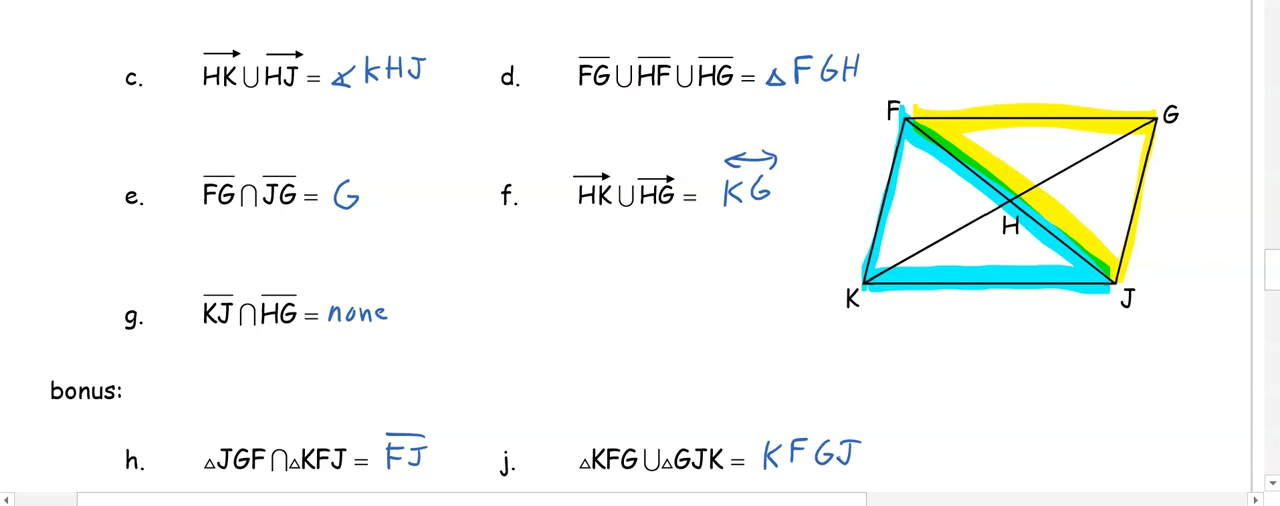 c. HK∪HJ = ∡KHJ d. FG∪HF∪HG = △FGH
F G
e. FG∩JG = G f. HK∪HG = KG
H
K J
g. KJ∩HG = none
bonus:
h. △JGF∩△KFJ = FJ j. △KFG∪△GJK = KFGJ